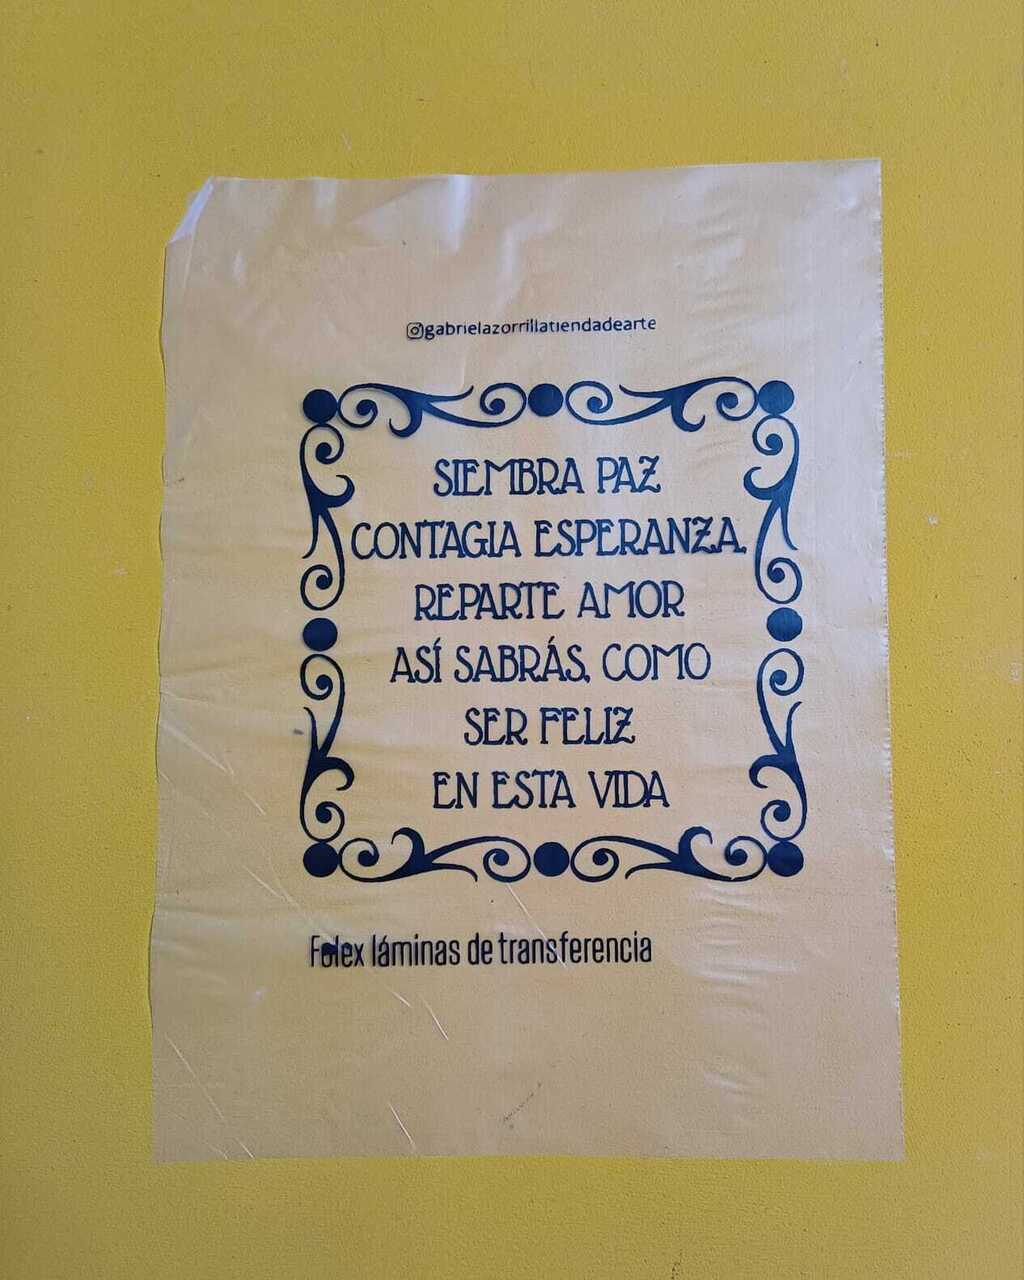 gabrielazorrillatiendadearte
SIEMBRA PAZ
CONTAGIA ESPERANZA,
REPARTE AMOR
ASÍ SABRÁS, COMO
SER FELIZ
EN ESTA VIDA
Folex láminas de transferencia